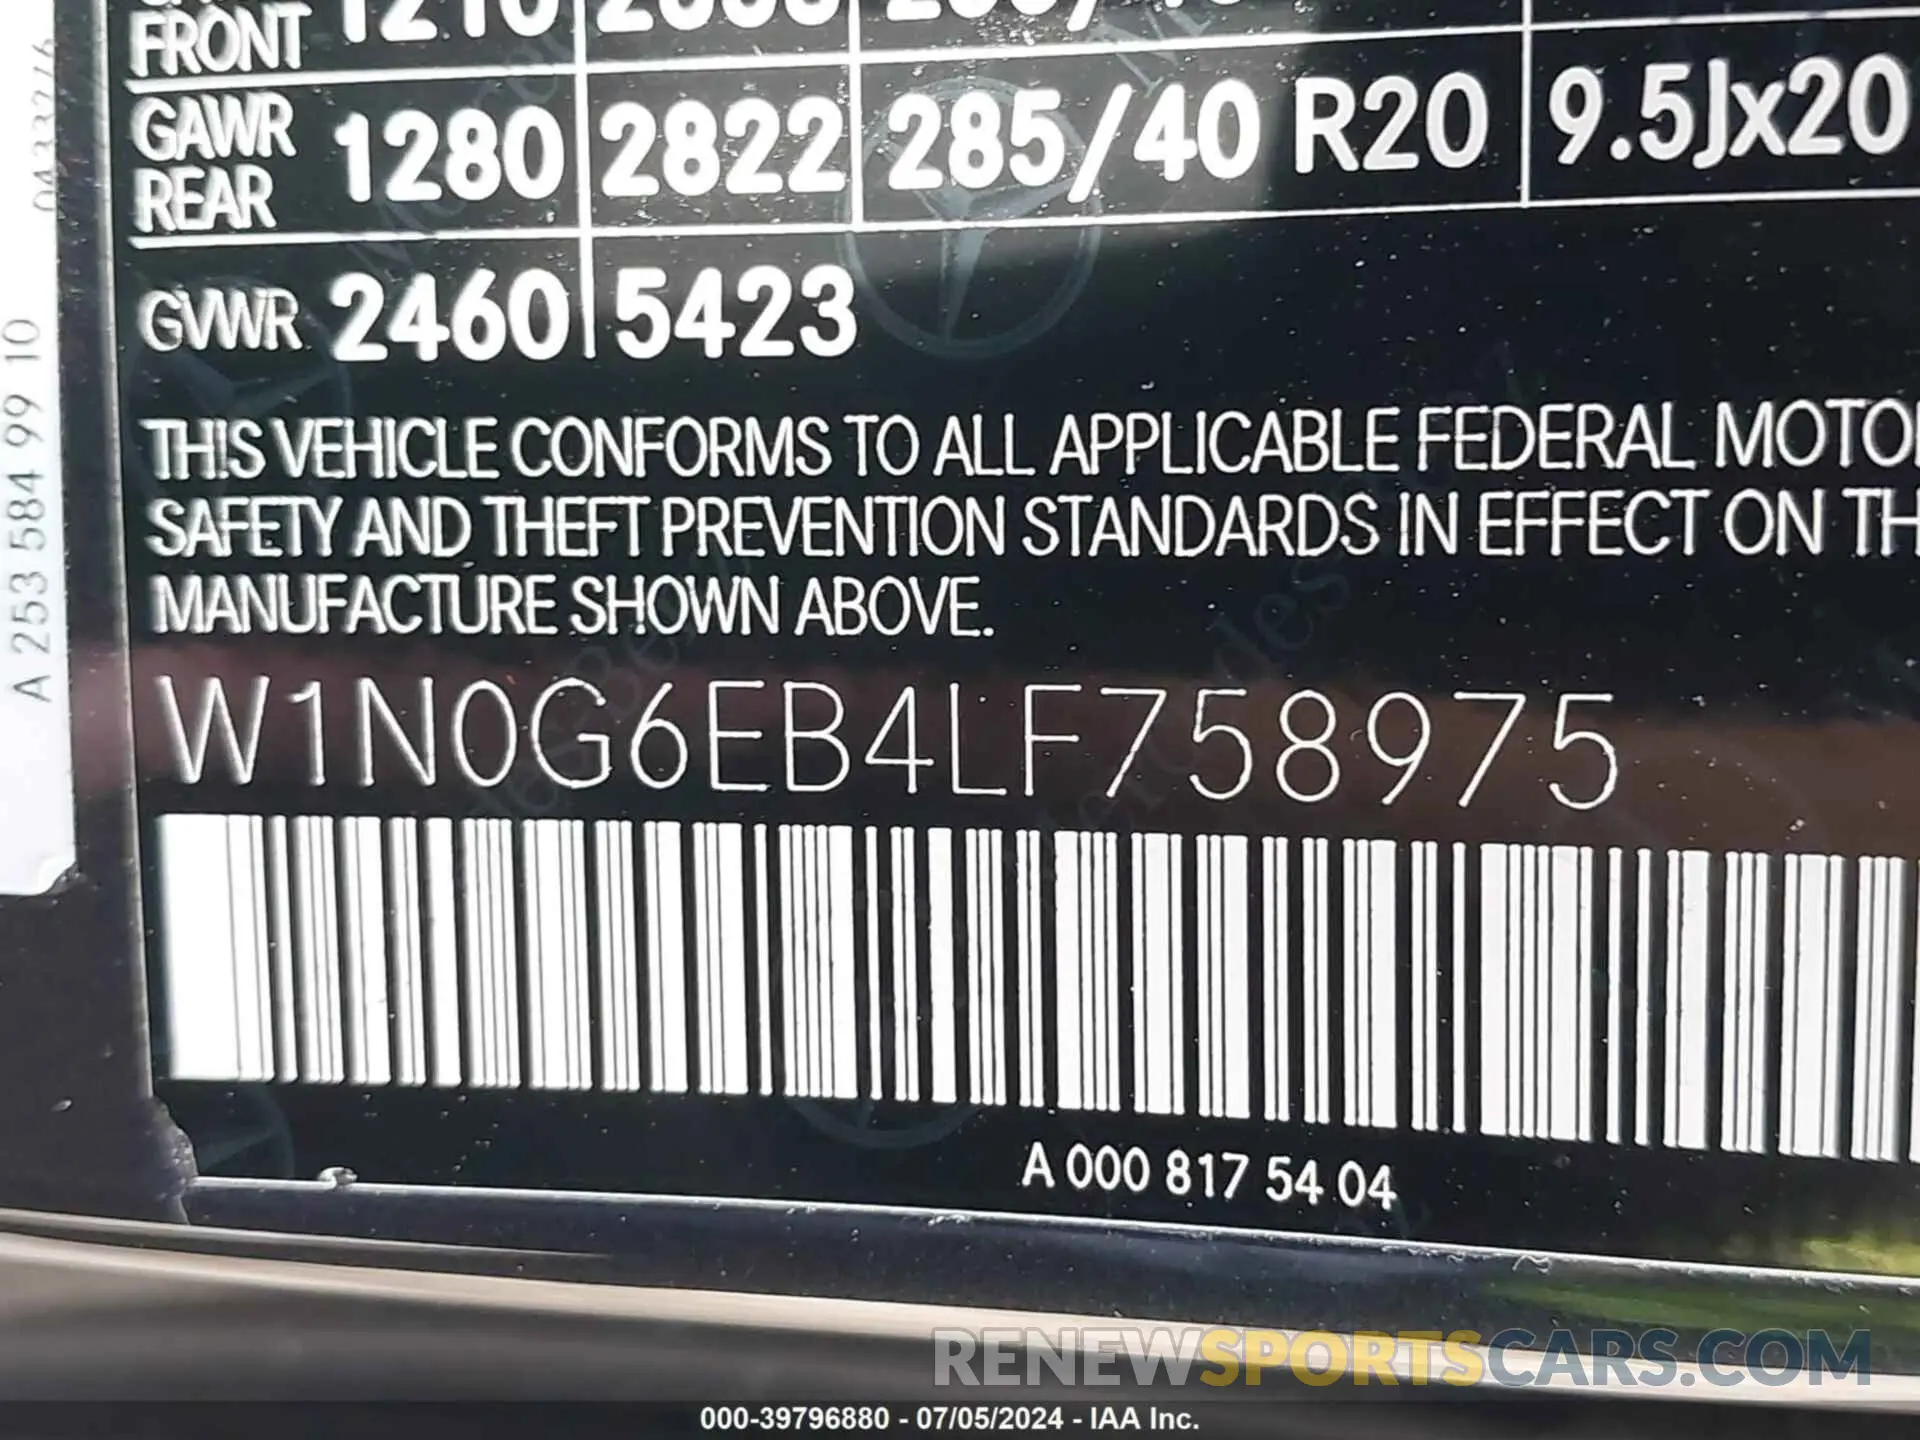 FRONT 1210
GAWR REAR 1280 2822 285/40 R20 9.5Jx20
GVWR 2460 5423
THIS VEHICLE CONFORMS TO ALL APPLICABLE FEDERAL MOTOR
SAFETY AND THEFT PREVENTION STANDARDS IN EFFECT ON TH
MANUFACTURE SHOWN ABOVE.
W1N0G6EB4LF758975
A 000 817 54 04
A 253 584 99 10
RENEWSPORTSCARS.COM
000-39796880 - 07/05/2024 - IAA Inc.